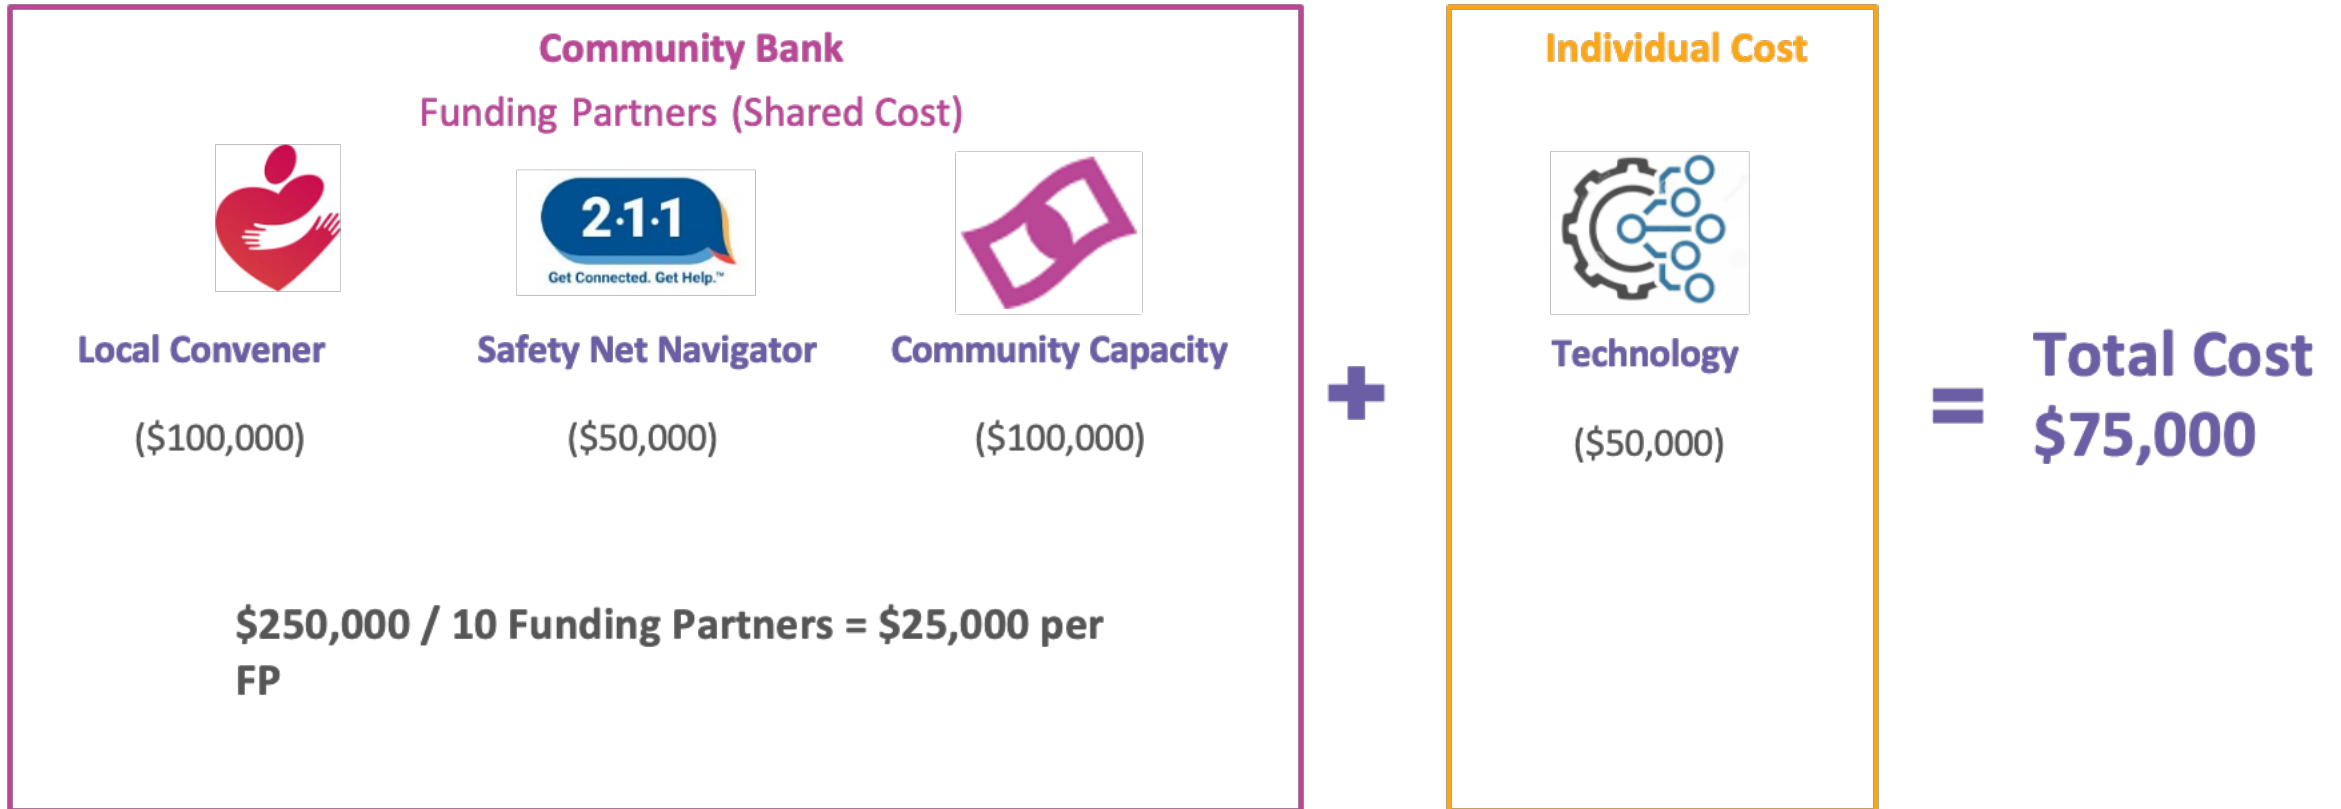 Community Bank
Funding Partners (Shared Cost)
2·1·1
Get Connected. Get Help.™
Local Convener
Safety Net Navigator
Community Capacity
($100,000)
($50,000)
($100,000)
$250,000 / 10 Funding Partners = $25,000 per
FP
+
Individual Cost
Technology
($50,000)
=
Total Cost
$75,000